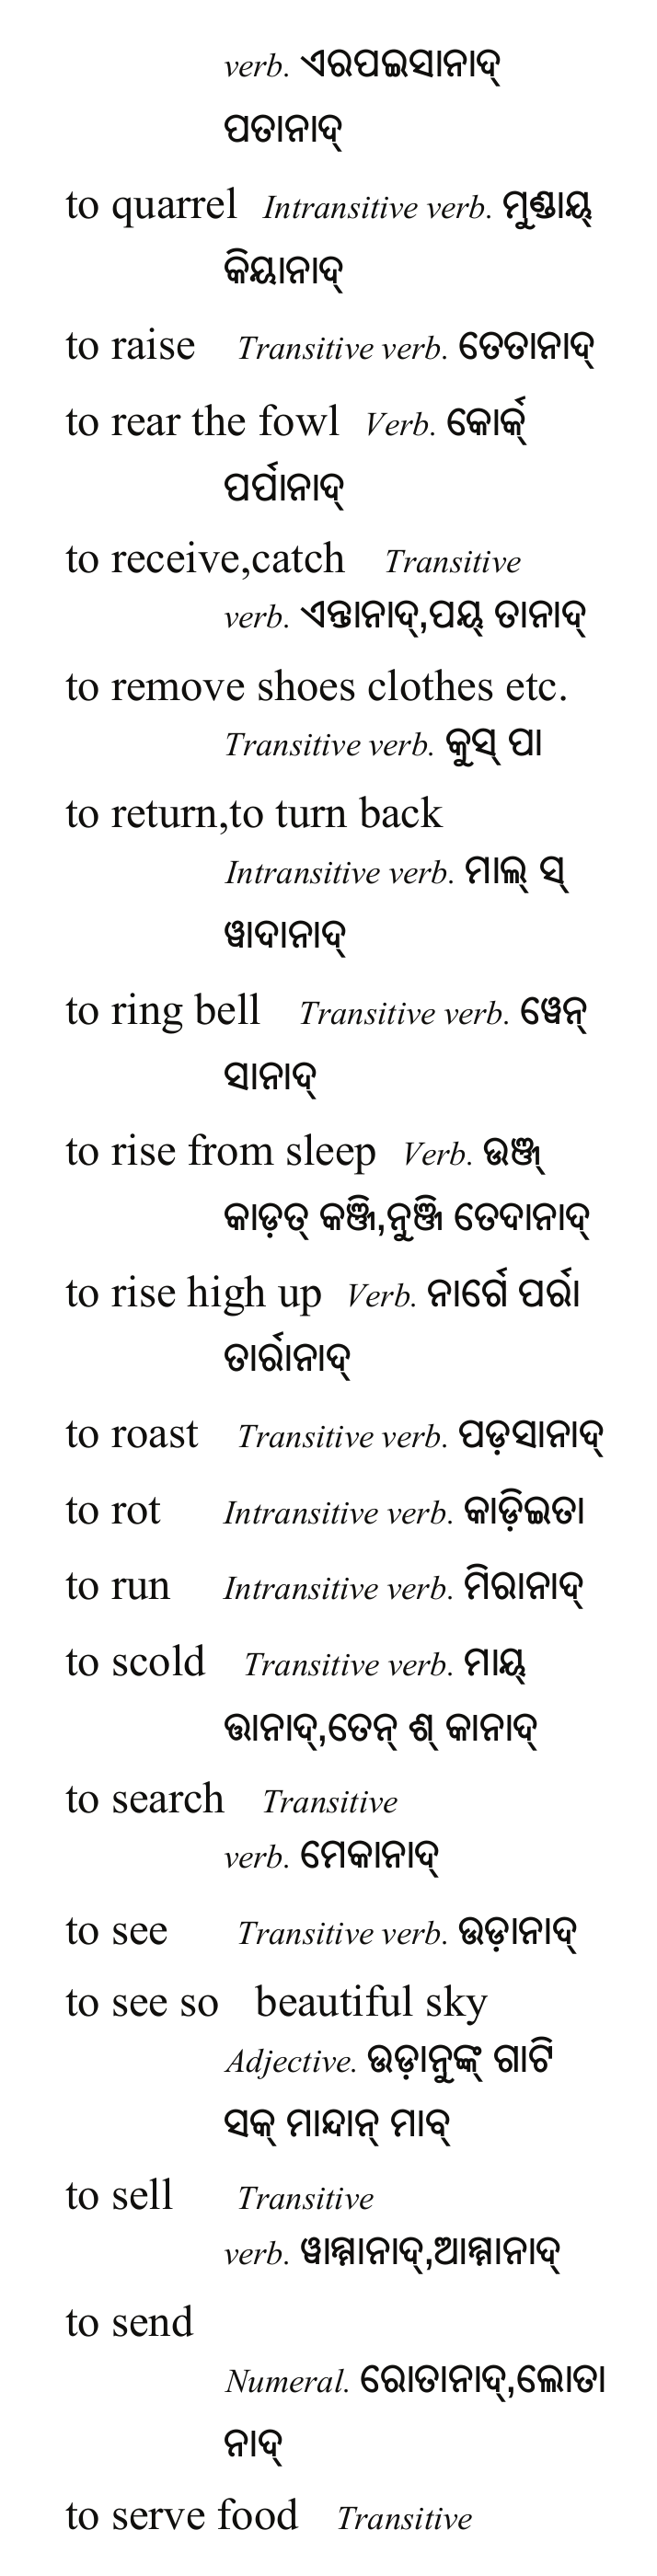 verb. ଏରପଇସାନାଦ୍
ପତାନାଦ୍
to quarrel Intransitive verb. ମୁଣ୍ଡାୟ୍
କିୟାନାଦ୍
to raise Transitive verb. ତେତାନାଦ୍
to rear the fowl Verb. କୋର୍କ୍
ପର୍ପାନାଦ୍
to receive,catch Transitive
verb. ଏନ୍ତାନାଦ୍,ପୟ୍ ତାନାଦ୍
to remove shoes clothes etc.
Transitive verb. କୁସ୍ ପା
to return,to turn back
Intransitive verb. ମାଲ୍ ସ୍
ୱାଦାନାଦ୍
to ring bell Transitive verb. ୱେନ୍
ସାନାଦ୍
to rise from sleep Verb. ଉଞ୍ଜ୍
କାଡ଼ତ୍ କଞ୍ଜି,ନୁଞ୍ଜି ତେଦାନାଦ୍
to rise high up Verb. ନାର୍ଗେ ପର୍ରା
ତାର୍ରାନାଦ୍
to roast Transitive verb. ପଡ଼ସାନାଦ୍
to rot Intransitive verb. କାଡ଼ିଇତା
to run Intransitive verb. ମିରାନାଦ୍
to scold Transitive verb. ମାୟ୍
ତ୍ତାନାଦ୍,ତେନ୍ ଶ୍ କାନାଦ୍
to search Transitive
verb. ମେକାନାଦ୍
to see Transitive verb. ଉଡ଼ାନାଦ୍
to see so beautiful sky
Adjective. ଉଡ଼ାନୁଙ୍କ୍ ଗାଟି
ସକ୍ ମାନ୍ଦାନ୍ ମାବ୍
to sell Transitive
verb. ୱାମ୍ମାନାଦ୍,ଆମ୍ମାନାଦ୍
to send
Numeral. ରୋତାନାଦ୍,ଲୋତା
ନାଦ୍
to serve food Transitive